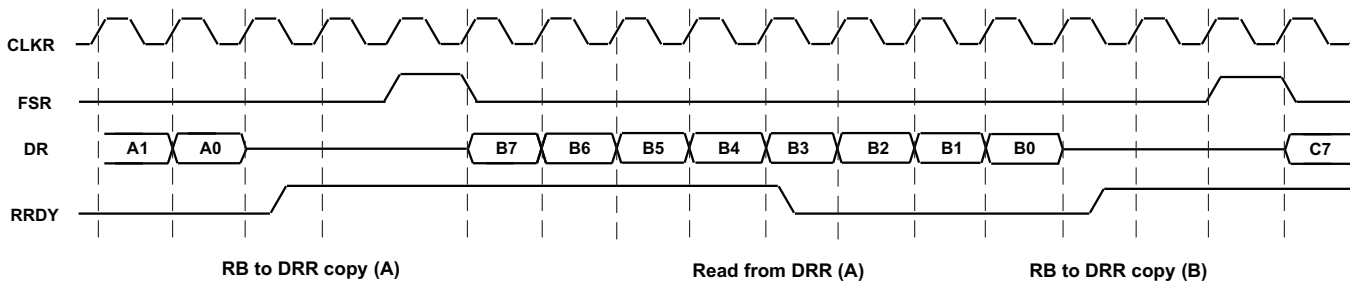 CLKR
FSR
DR A1 A0 B7 B6 B5 B4 B3 B2 B1 B0 C7
RRDY
RB to DRR copy (A) Read from DRR (A) RB to DRR copy (B)